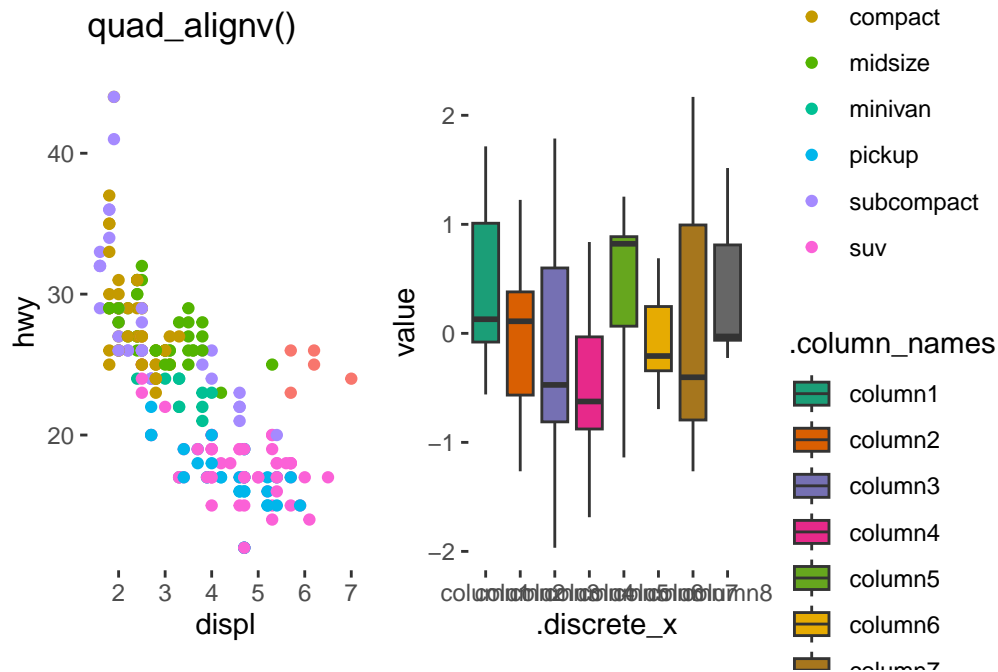 quad_alignv()
hwy
40
30
20
2 3 4 5 6 7
displ
value
2
1
0
−1
−2
column8
.discrete_x
compact
midsize
minivan
pickup
subcompact
suv
.column_names
column1
column2
column3
column4
column5
column6
column7